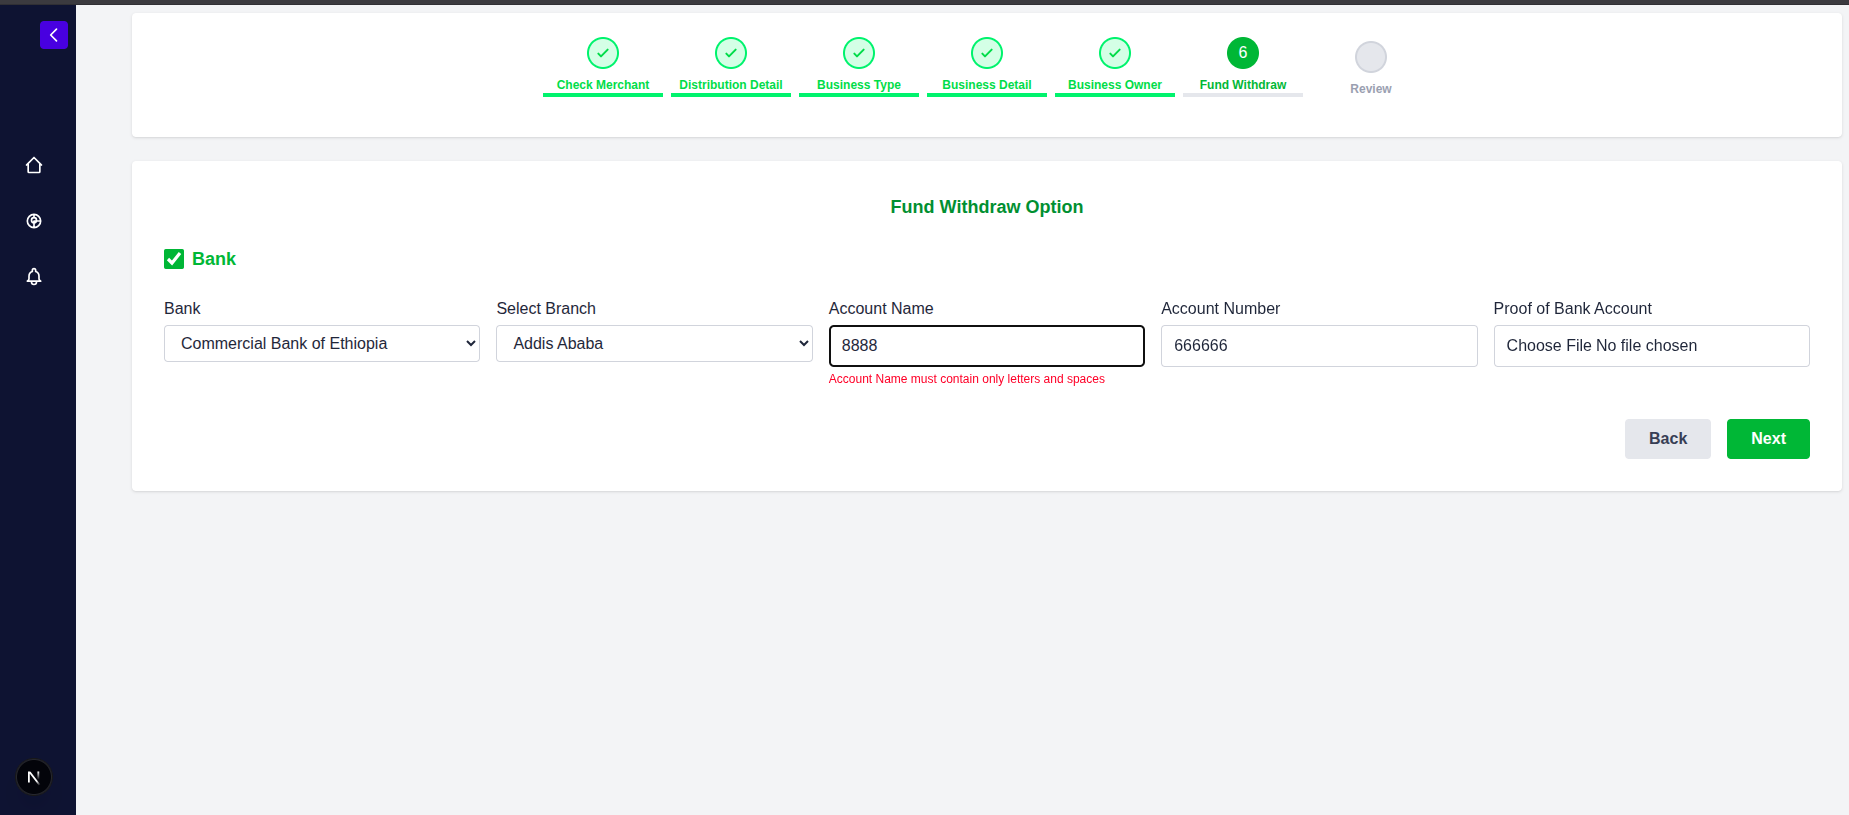 6
Check Merchant
Distribution Detail
Business Type
Business Detail
Business Owner
Fund Withdraw
Review
Fund Withdraw Option
Bank
Bank
Select Branch
Account Name
Account Number
Proof of Bank Account
Commercial Bank of Ethiopia
Addis Ababa
8888
666666
Choose File No file chosen
Account Name must contain only letters and spaces
Back
Next
N